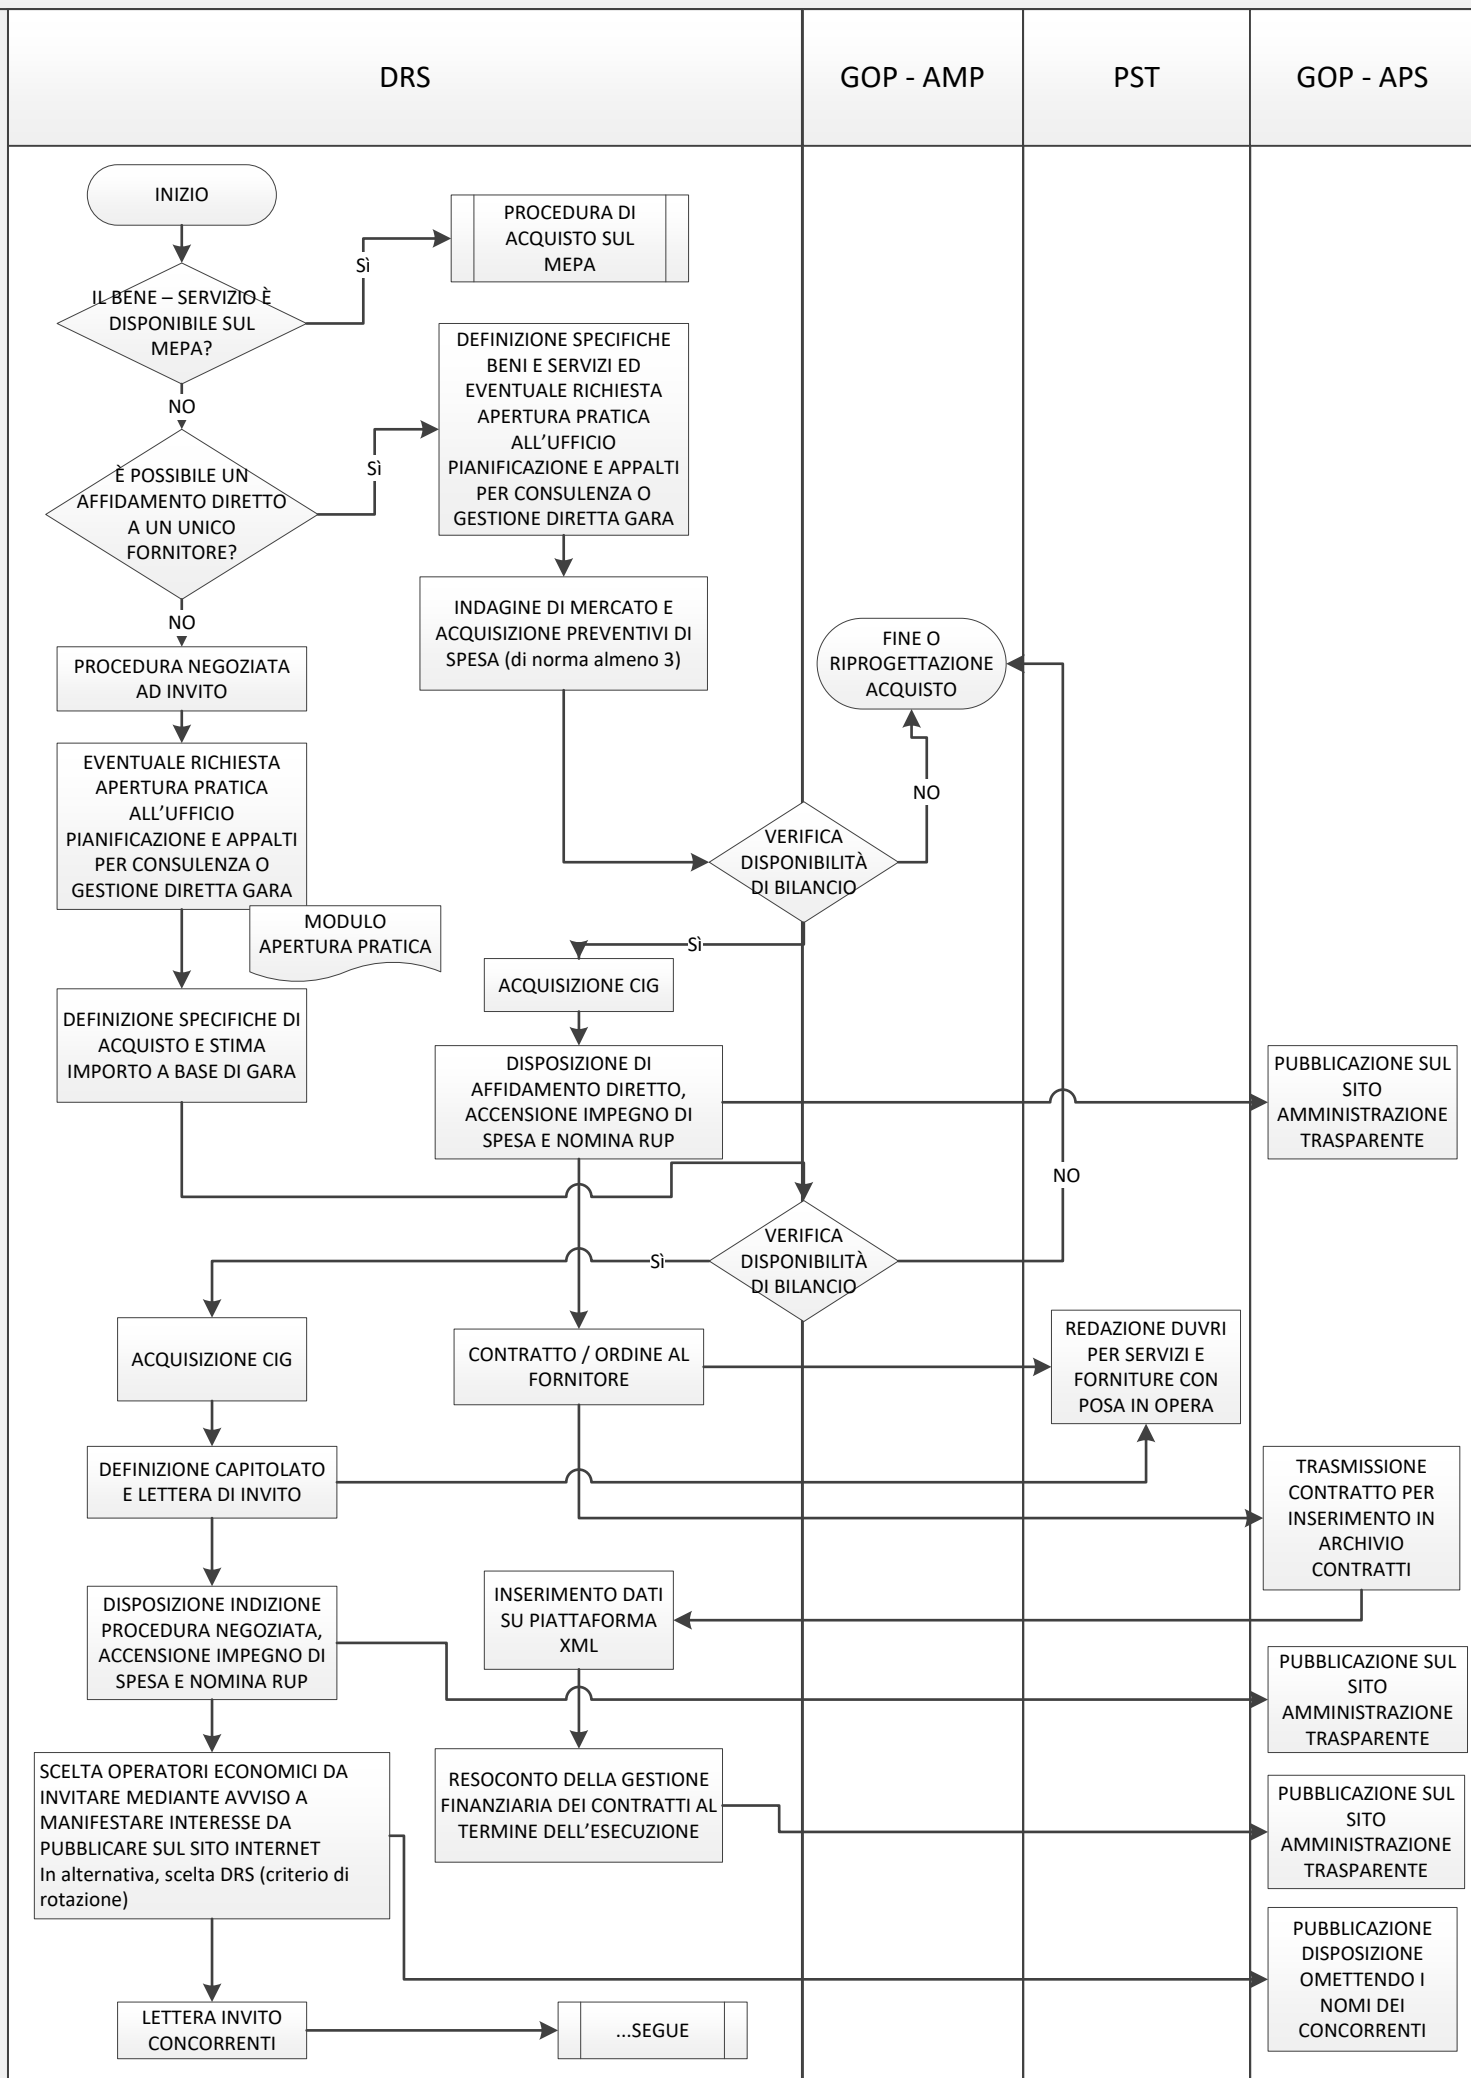 DRS
GOP - AMP
PST
GOP - APS
INIZIO
PROCEDURA DI
ACQUISTO SUL
MEPA
Sì
IL BENE – SERVIZIO È
DISPONIBILE SUL
MEPA?
NO
DEFINIZIONE SPECIFICHE
BENI E SERVIZI ED
EVENTUALE RICHIESTA
APERTURA PRATICA
ALL'UFFICIO
PIANIFICAZIONE E APPALTI
PER CONSULENZA O
GESTIONE DIRETTA GARA
Sì
È POSSIBILE UN
AFFIDAMENTO DIRETTO
A UN UNICO
FORNITORE?
NO
INDAGINE DI MERCATO E
ACQUISIZIONE PREVENTIVI DI
SPESA (di norma almeno 3)
FINE O
RIPROGETTAZIONE
ACQUISTO
PROCEDURA NEGOZIATA
AD INVITO
EVENTUALE RICHIESTA
APERTURA PRATICA
ALL'UFFICIO
PIANIFICAZIONE E APPALTI
PER CONSULENZA O
GESTIONE DIRETTA GARA
NO
VERIFICA
DISPONIBILITÀ
DI BILANCIO
MODULO
APERTURA PRATICA
Sì
ACQUISIZIONE CIG
DEFINIZIONE SPECIFICHE DI
ACQUISTO E STIMA
IMPORTO A BASE DI GARA
DISPOSIZIONE DI
AFFIDAMENTO DIRETTO,
ACCENSIONE IMPEGNO DI
SPESA E NOMINA RUP
PUBBLICAZIONE SUL
SITO
AMMINISTRAZIONE
TRASPARENTE
NO
VERIFICA
DISPONIBILITÀ
DI BILANCIO
Sì
ACQUISIZIONE CIG
CONTRATTO / ORDINE AL
FORNITORE
REDAZIONE DUVRI
PER SERVIZI E
FORNITURE CON
POSA IN OPERA
DEFINIZIONE CAPITOLATO
E LETTERA DI INVITO
TRASMISSIONE
CONTRATTO PER
INSERIMENTO IN
ARCHIVIO
CONTRATTI
DISPOSIZIONE INDIZIONE
PROCEDURA NEGOZIATA,
ACCENSIONE IMPEGNO DI
SPESA E NOMINA RUP
INSERIMENTO DATI
SU PIATTAFORMA
XML
PUBBLICAZIONE SUL
SITO
AMMINISTRAZIONE
TRASPARENTE
SCELTA OPERATORI ECONOMICI DA
INVITARE MEDIANTE AVVISO A
MANIFESTARE INTERESSE DA
PUBBLICARE SUL SITO INTERNET
In alternativa, scelta DRS (criterio di
rotazione)
RESOCONTO DELLA GESTIONE
FINANZIARIA DEI CONTRATTI AL
TERMINE DELL'ESECUZIONE
PUBBLICAZIONE SUL
SITO
AMMINISTRAZIONE
TRASPARENTE
PUBBLICAZIONE
DISPOSIZIONE
OMETTENDO I
NOMI DEI
CONCORRENTI
LETTERA INVITO
CONCORRENTI
...SEGUE